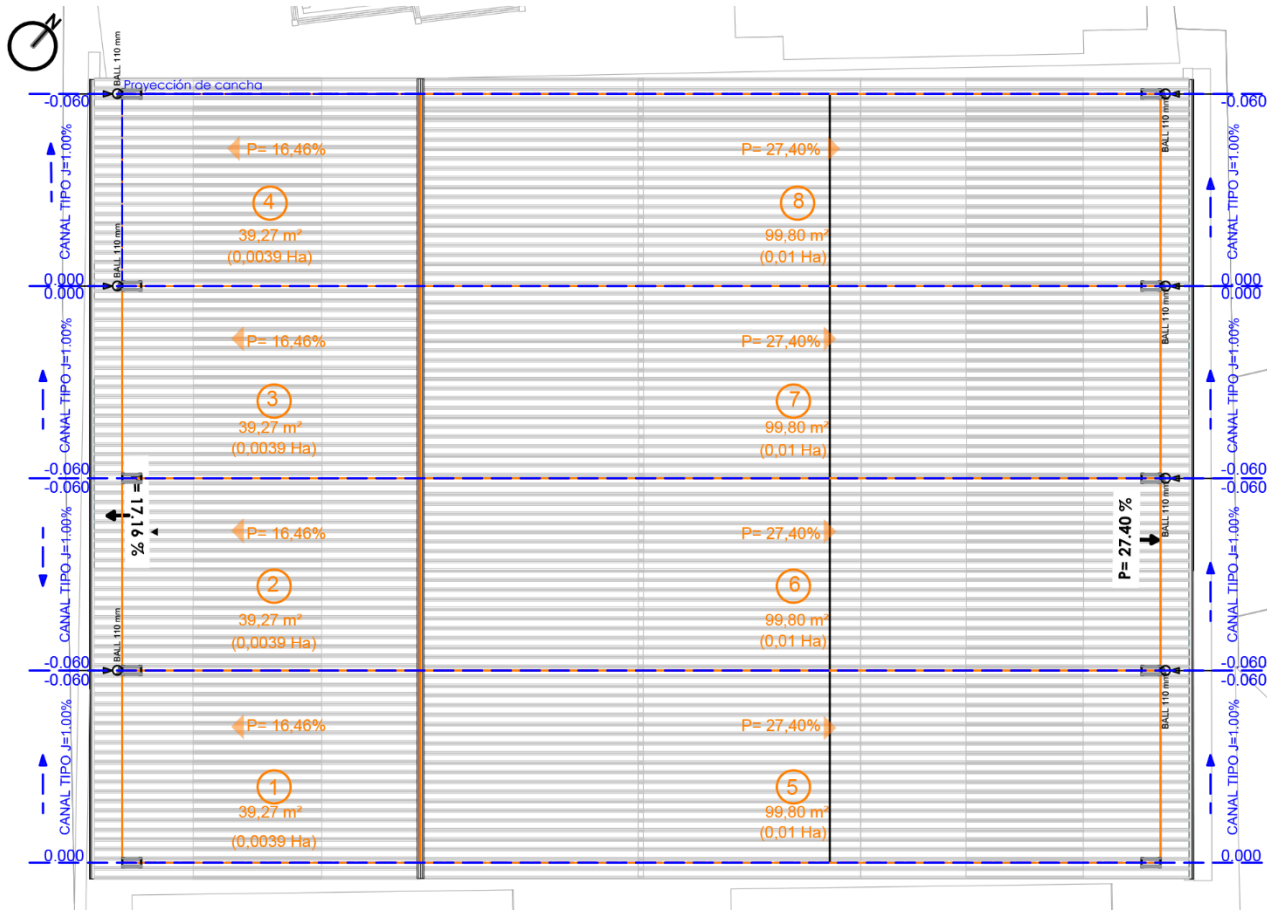 N
BALL 110 mm
Proyección de cancha
-0.060
-0.060
CANAL TIPO J=1.00%
P= 16,46%
P= 27,40%
BALL 110 mm
CANAL TIPO J=1.00%
4
39,27 m²
(0,0039 Ha)
8
99,80 m²
(0,01 Ha)
BALL 110 mm
0.000
0.000
0.000
0.000
CANAL TIPO J=1.00%
P= 16,46%
P= 27,40%
BALL 110 mm
CANAL TIPO J=1.00%
3
39,27 m²
(0,0039 Ha)
7
99,80 m²
(0,01 Ha)
-0.060
-0.060
-0.060
-0.060
= 17,16 %
CANAL TIPO J=1.00%
P= 16,46%
P= 27,40%
P= 27.40 %
BALL 110 mm
CANAL TIPO J=1.00%
2
39,27 m²
(0,0039 Ha)
6
99,80 m²
(0,01 Ha)
BALL 110 mm
-0.060
-0.060
-0.060
-0.060
CANAL TIPO J=1.00%
P= 16,46%
P= 27,40%
BALL 110 mm
CANAL TIPO J=1.00%
1
39,27 m²
(0,0039 Ha)
5
99,80 m²
(0,01 Ha)
0.000
0.000